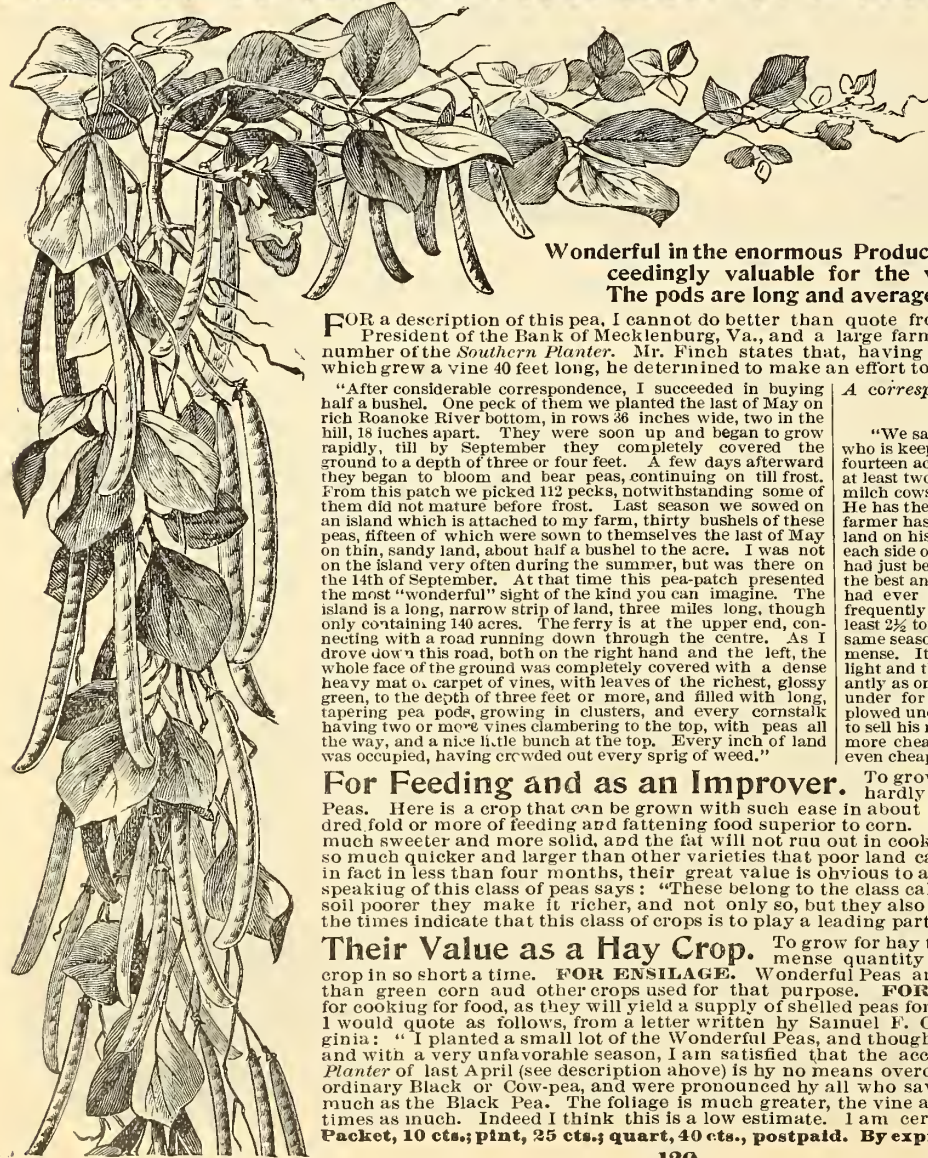 Wonderful in the enormous Produc
ceedingly valuable for the
The pods are long and average
FOR a description of this pea, I cannot do better than quote fr
President of the Bank of Mecklenburg, Va., and a large farm
number of the Southern Planter. Mr. Finch states that, having
which grew a vine 40 feet long, he determined to make an effort to
"After considerable correspondence, I succeeded in buying
half a bushel. One peck of them we planted the last of May on
rich Roanoke River bottom, in rows 36 inches wide, two in the
hill, 18 iuches apart. They were soon up and began to grow
rapidly, till by September they completely covered the
ground to a depth of three or four feet. A few days afterward
they began to bloom and bear peas, continuing on till frost.
From this patch we picked 112 pecks, notwithstanding some of
them did not mature before frost. Last season we sowed on
an island which is attached to my farm, thirty bushels of these
peas, fifteen of which were sown to themselves the last of May
on thin, sandy land, about half a bushel to the acre. I was not
on the island very often during the summer, but was there on
the 14th of September. At that time this pea-patch presented
the most "wonderful" sight of the kind you can imagine. The
island is a long, narrow strip of land, three miles long, though
only containing 140 acres. The ferry is at the upper end, con-
necting with a road running down through the centre. As I
drove down this road, both on the right hand and the left, the
whole face of the ground was completely covered with a dense
heavy mat or carpet of vines, with leaves of the richest, glossy
green, to the depth of three feet or more, and filled with long,
tapering pea pods, growing in clusters, and every cornstalk
having two or more vines clambering to the top, with peas all
the way, and a nice little bunch at the top. Every inch of land
was occupied, having crowded out every sprig of weed."
A corresp
"We sa
who is keep
fourteen ac
at least two
milch cows
He has the
farmer has
land on his
each side o
had just be
the best an
had ever
frequently
least 2½ to
same seaso
mense. It
light and t
antly as or
under for
plowed und
to sell his
more chea
even cheap
For Feeding and as an Improver. To grow
hardly
Peas. Here is a crop that can be grown with such ease in about
dred fold or more of feeding and fattening food superior to corn.
much sweeter and more solid, and the fat will not run out in cook
so much quicker and larger than other varieties that poor land ca
in fact in less than four months, their great value is obvious to a
speaking of this class of peas says: "These belong to the class cal
soil poorer they make it richer, and not only so, but they also
the times indicate that this class of crops is to play a leading part
Their Value as a Hay Crop. To grow for hay
mense quantity
crop in so short a time. FOR ENSILAGE. Wonderful Peas ar
than green corn aud other crops used for that purpose. FOR
for cooking for food, as they will yield a supply of shelled peas for
I would quote as follows, from a letter written by Samuel F. C
ginia: " I planted a small lot of the Wonderful Peas, and though
and with a very unfavorable season, I am satisfied that the acc
Planter of last April (see description above) is by no means overd
ordinary Black or Cow-pea, and were pronounced by all who sa
much as the Black Pea. The foliage is much greater, the vine a
times as much. Indeed I think this is a low estimate. I am cer
Packet, 10 cts.; pint, 25 cts.; quart, 40 cts., postpaid. By exp